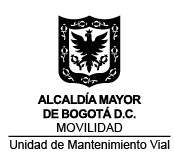 ALCALDÍA MAYOR
DE BOGOTÁ D.C.
MOVILIDAD
Unidad de Mantenimiento Vial